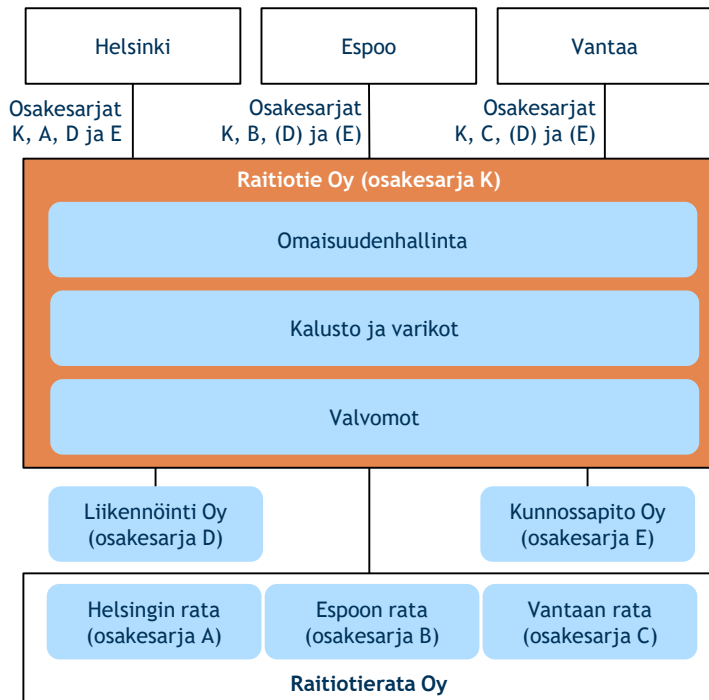 Helsinki
Espoo
Vantaa
Osakesarjat
K, A, D ja E
Osakesarjat
K, B, (D) ja (E)
Osakesarjat
K, C, (D) ja (E)
Raitiotie Oy (osakesarja K)
Omaisuudenhallinta
Kalusto ja varikot
Valvomot
Liikennöinti Oy
(osakesarja D)
Kunnossapito Oy
(osakesarja E)
Helsingin rata
(osakesarja A)
Espoon rata
(osakesarja B)
Vantaan rata
(osakesarja C)
Raitiotierata Oy